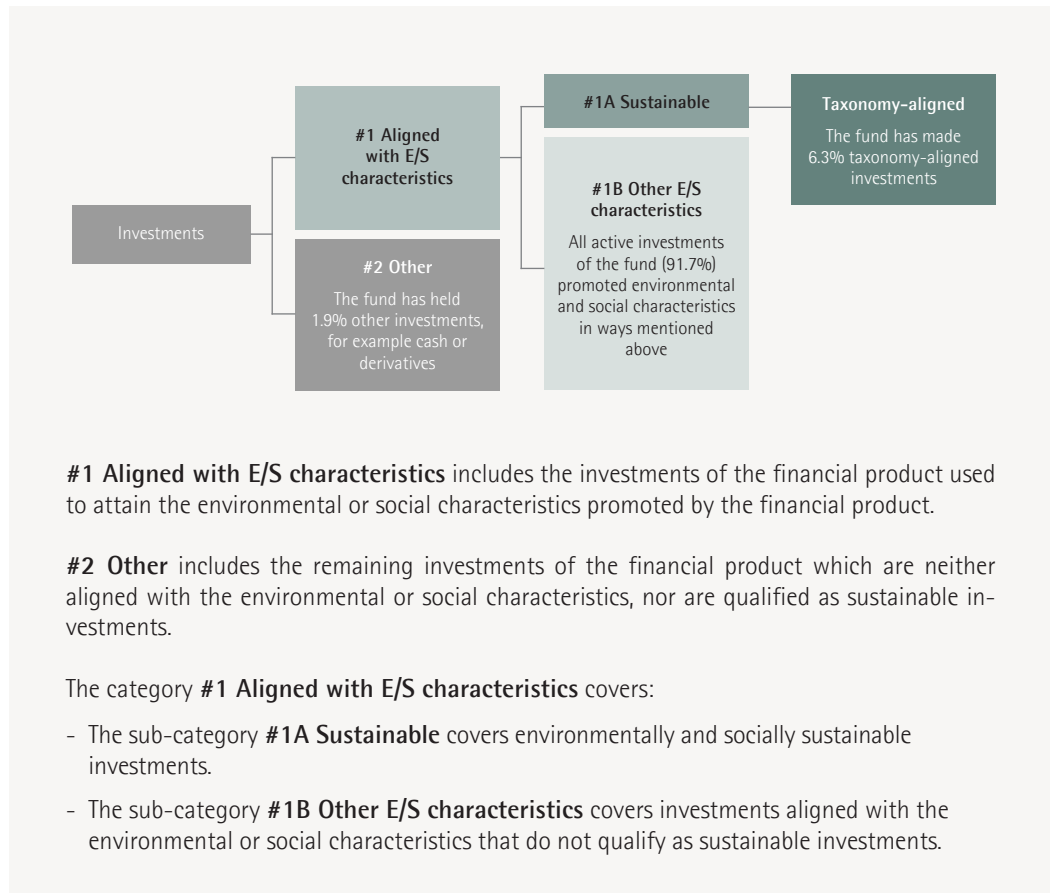 Investments
#1 Aligned
with E/S
characteristics
#2 Other
The fund has held
1.9% other investments,
for example cash or
derivatives
#1A Sustainable
#1B Other E/S
characteristics
All active investments
of the fund (91.7%)
promoted environmental
and social characteristics
in ways mentioned
above
Taxonomy-aligned
The fund has made
6.3% taxonomy-aligned
investments
#1 Aligned with E/S characteristics includes the investments of the financial product used
to attain the environmental or social characteristics promoted by the financial product.
#2 Other includes the remaining investments of the financial product which are neither
aligned with the environmental or social characteristics, nor are qualified as sustainable in-
vestments.
The category #1 Aligned with E/S characteristics covers:
- The sub-category #1A Sustainable covers environmentally and socially sustainable
investments.
- The sub-category #1B Other E/S characteristics covers investments aligned with the
environmental or social characteristics that do not qualify as sustainable investments.